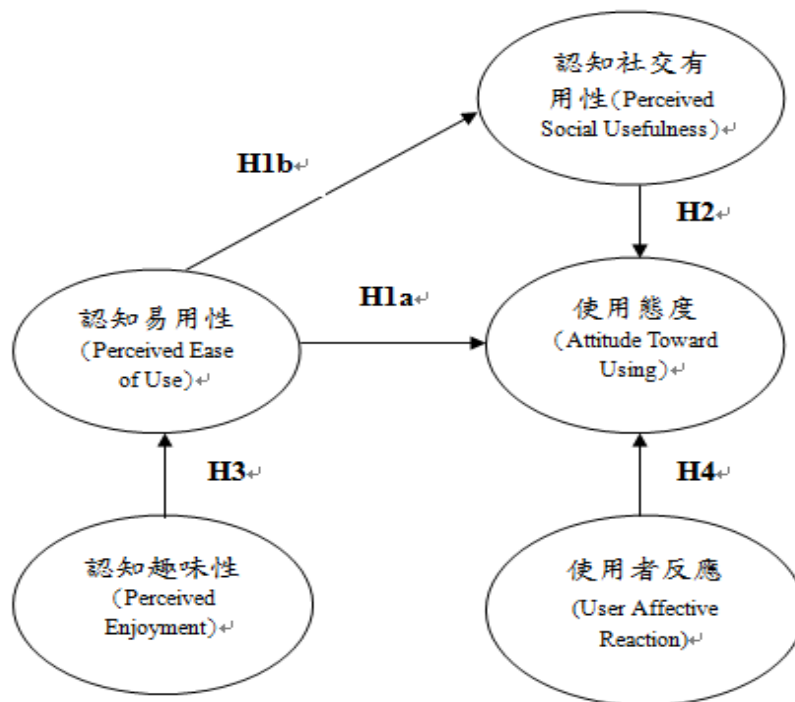 認知社交有
用性(Perceived
Social Usefulness)↵
H1b↵
H2↵
認知易用性
（Perceived Ease
of Use）↵
H1a↵
使用態度
（Attitude Toward
Using）↵
H3↵
H4↵
認知趣味性
（Perceived
Enjoyment）↵
使用者反應
(User Affective
Reaction)↵